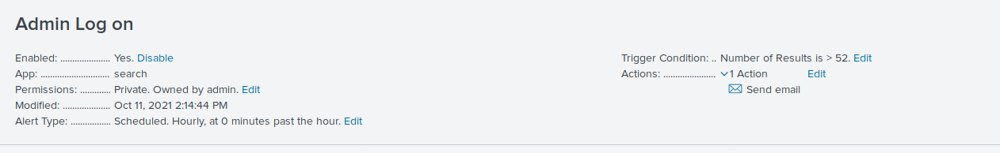 Admin Log on
Enabled: ..................... Yes. Disable
App: ............................. search
Permissions: ............. Private. Owned by admin. Edit
Modified: .................... Oct 11, 2021 2:14:44 PM
Alert Type: ................. Scheduled. Hourly, at 0 minutes past the hour. Edit
Trigger Condition: .. Number of Results is > 52. Edit
Actions: ...................... 1 Action Edit
Send email